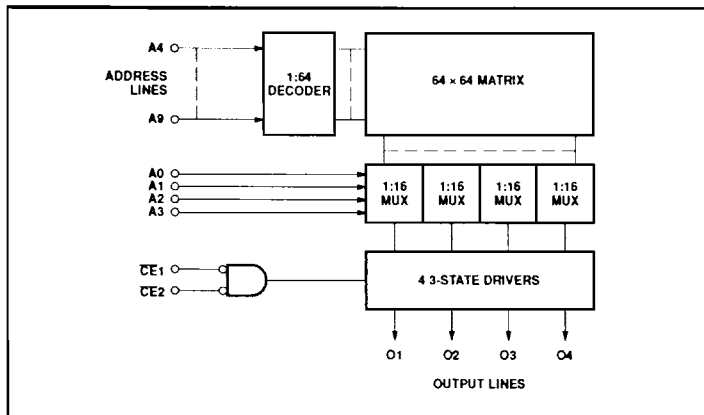 A4
ADDRESS
LINES
A9
1:64
DECODER
64 × 64 MATRIX
A0
A1
A2
A3
1:16
MUX
1:16
MUX
1:16
MUX
1:16
MUX
CE1
CE2
4 3-STATE DRIVERS
O1 O2 O3 O4
OUTPUT LINES